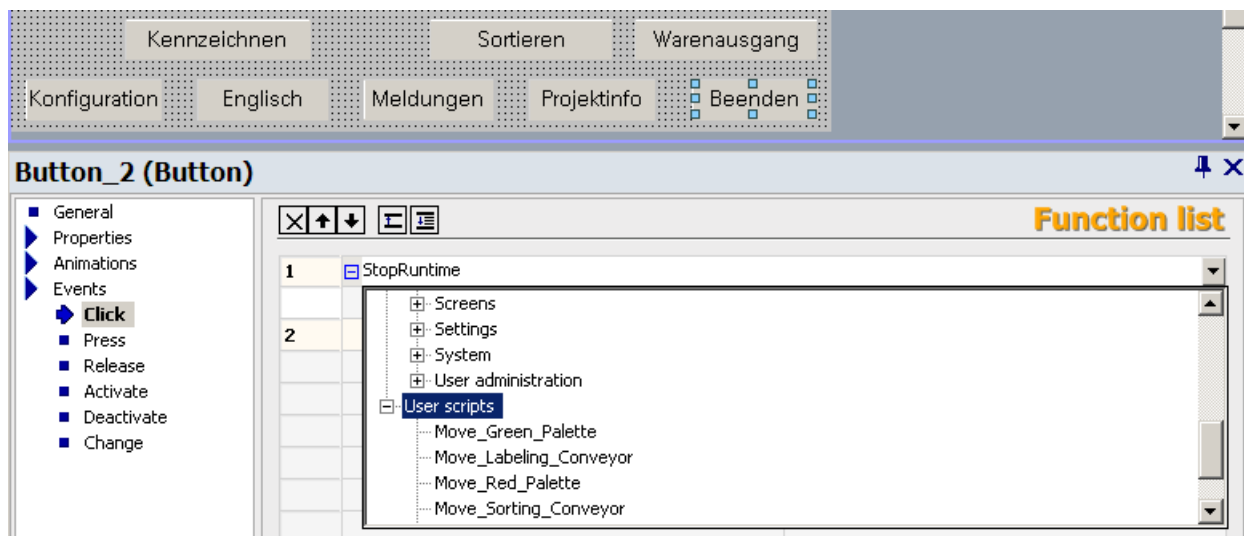 Kennzeichnen Sortieren Warenausgang
Konfiguration Englisch Meldungen Projektinfo Beenden
Button_2 (Button)
General
Properties
Animations
Events
Click
Press
Release
Activate
Deactivate
Change
Function list
1 StopRuntime
Screens
2 Settings
System
User administration
User scripts
Move_Green_Palette
Move_Labeling_Conveyor
Move_Red_Palette
Move_Sorting_Conveyor